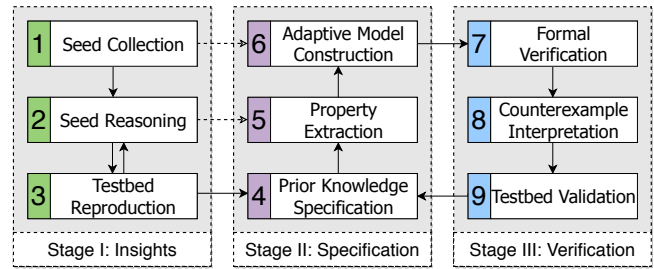 1 Seed Collection
2 Seed Reasoning
3 Testbed
Reproduction
Stage I: Insights
6 Adaptive Model
Construction
5 Property
Extraction
4 Prior Knowledge
Specification
Stage II: Specification
7 Formal
Verification
8 Counterexample
Interpretation
9 Testbed Validation
Stage III: Verification